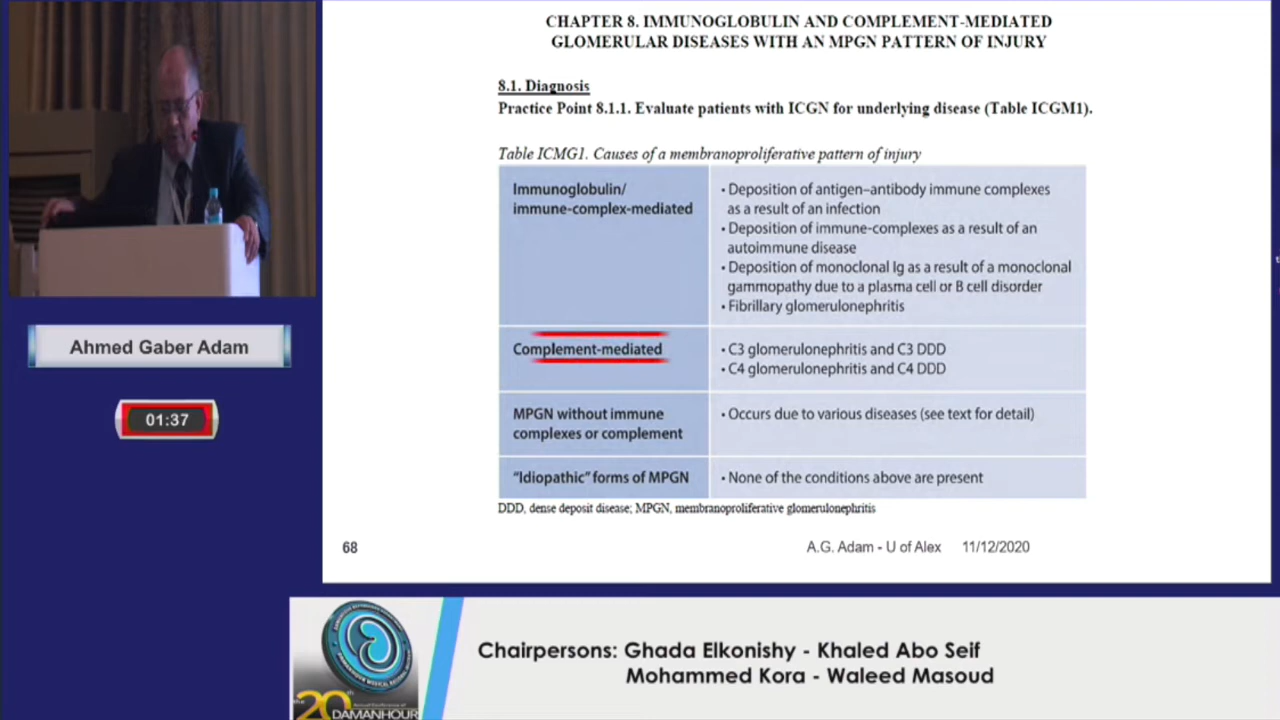 CHAPTER 8. IMMUNOGLOBULIN AND COMPLEMENT-MEDIATED
GLOMERULAR DISEASES WITH AN MPGN PATTERN OF INJURY
8.1. Diagnosis
Practice Point 8.1.1. Evaluate patients with ICGN for underlying disease (Table ICGM1).
Table ICMG1. Causes of a membranoproliferative pattern of injury
Immunoglobulin/
immune-complex-mediated
• Deposition of antigen–antibody immune complexes
as a result of an infection
• Deposition of immune-complexes as a result of an
autoimmune disease
• Deposition of monoclonal Ig as a result of a monoclonal
gammopathy due to a plasma cell or B cell disorder
• Fibrillary glomerulonephritis
Complement-mediated
• C3 glomerulonephritis and C3 DDD
• C4 glomerulonephritis and C4 DDD
MPGN without immune
complexes or complement
• Occurs due to various diseases (see text for detail)
“Idiopathic” forms of MPGN
• None of the conditions above are present
DDD, dense deposit disease; MPGN, membranoproliferative glomerulonephritis
68
A.G. Adam - U of Alex 11/12/2020
Ahmed Gaber Adam
01:37
Chairpersons: Ghada Elkonishy - Khaled Abo Seif
Mohammed Kora - Waleed Masoud
the 20th
DAMANHOUR